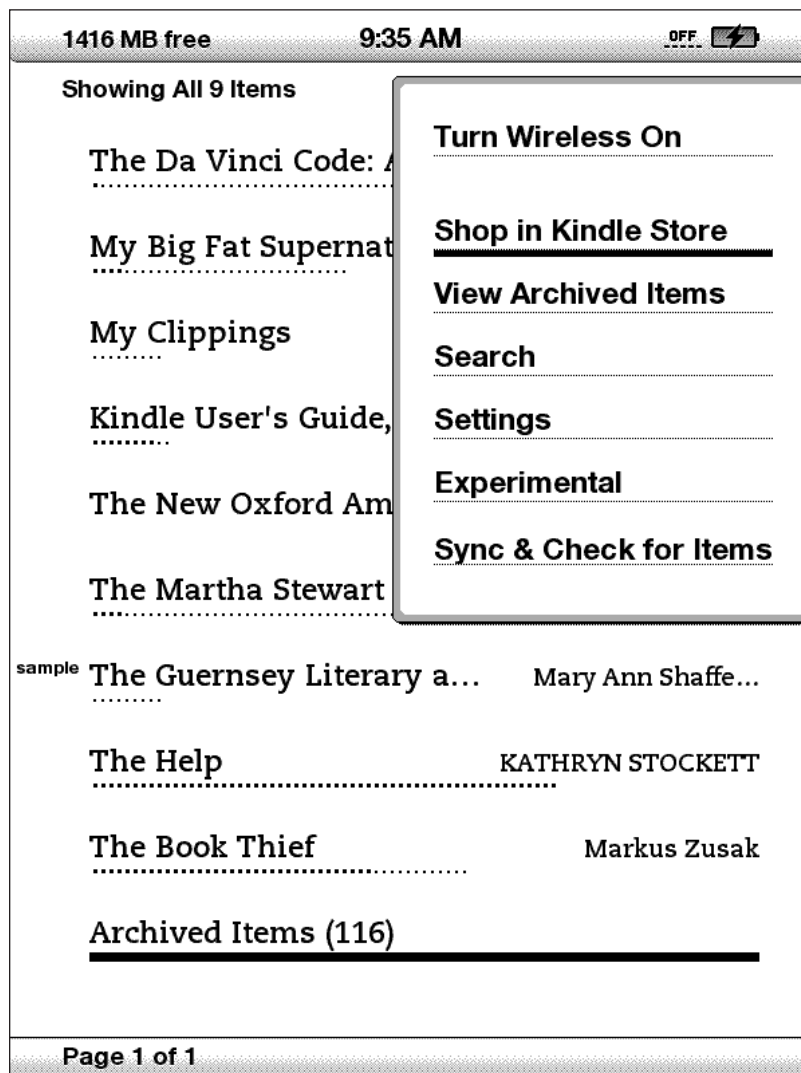 1416 MB free 9:35 AM OFF
Showing All 9 Items
The Da Vinci Code:
My Big Fat Supernat
My Clippings
Kindle User's Guide,
The New Oxford Am
The Martha Stewart
sample The Guernsey Literary a... Mary Ann Shaffe...
The Help KATHRYN STOCKETT
The Book Thief Markus Zusak
Archived Items (116)
Turn Wireless On
Shop in Kindle Store
View Archived Items
Search
Settings
Experimental
Sync & Check for Items
Page 1 of 1